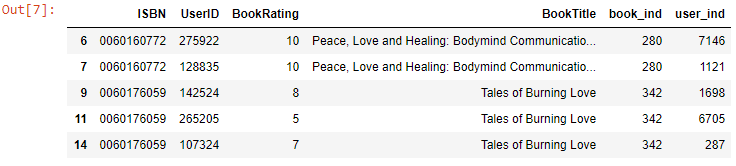 Out[7]:
ISBN UserID BookRating BookTitle book_ind user_ind
6 0060160772 275922 10 Peace, Love and Healing: Bodymind Communicatio... 280 7146
7 0060160772 128835 10 Peace, Love and Healing: Bodymind Communicatio... 280 1121
9 0060176059 142524 8 Tales of Burning Love 342 1698
11 0060176059 265205 5 Tales of Burning Love 342 6705
14 0060176059 107324 7 Tales of Burning Love 342 287